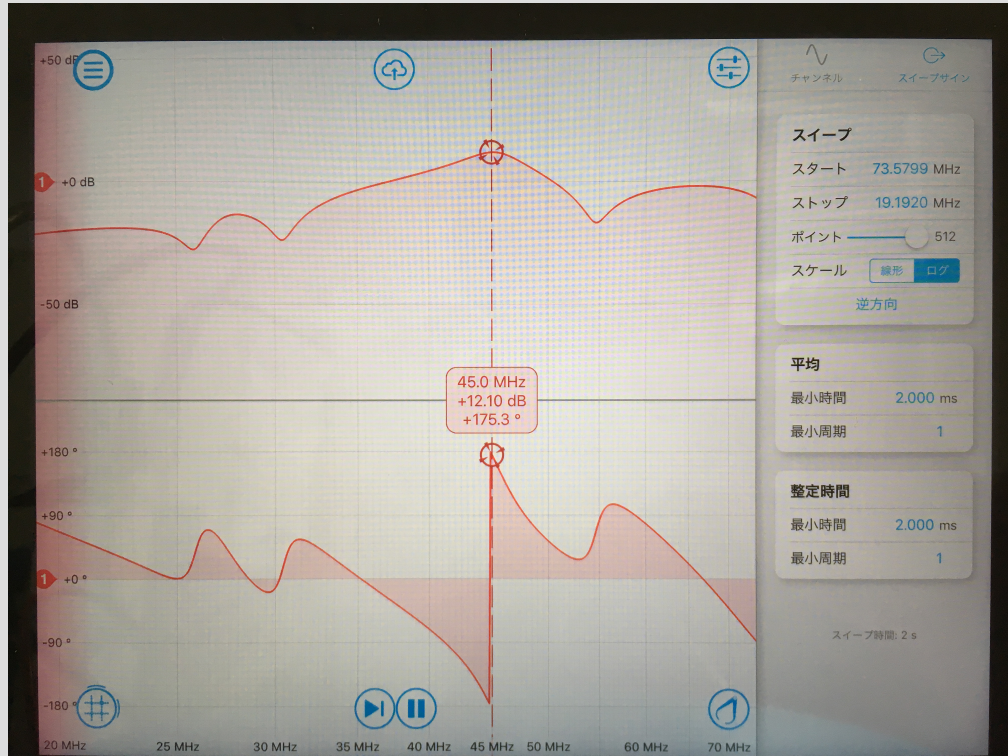 +50 dB
1 +0 dB
-50 dB
45.0 MHz
+12.10 dB
+175.3 °
+180 °
+90 °
1 +0 °
-90 °
-180 °
20 MHz 25 MHz 30 MHz 35 MHz 40 MHz 45 MHz 50 MHz 60 MHz 70 MHz
チャンネル スイープサイン
スイープ
スタート 73.5799 MHz
ストップ 19.1920 MHz
ポイント 512
スケール 線形 ログ
逆方向
平均
最小時間 2.000 ms
最小周期 1
整定時間
最小時間 2.000 ms
最小周期 1
スイープ時間: 2 s